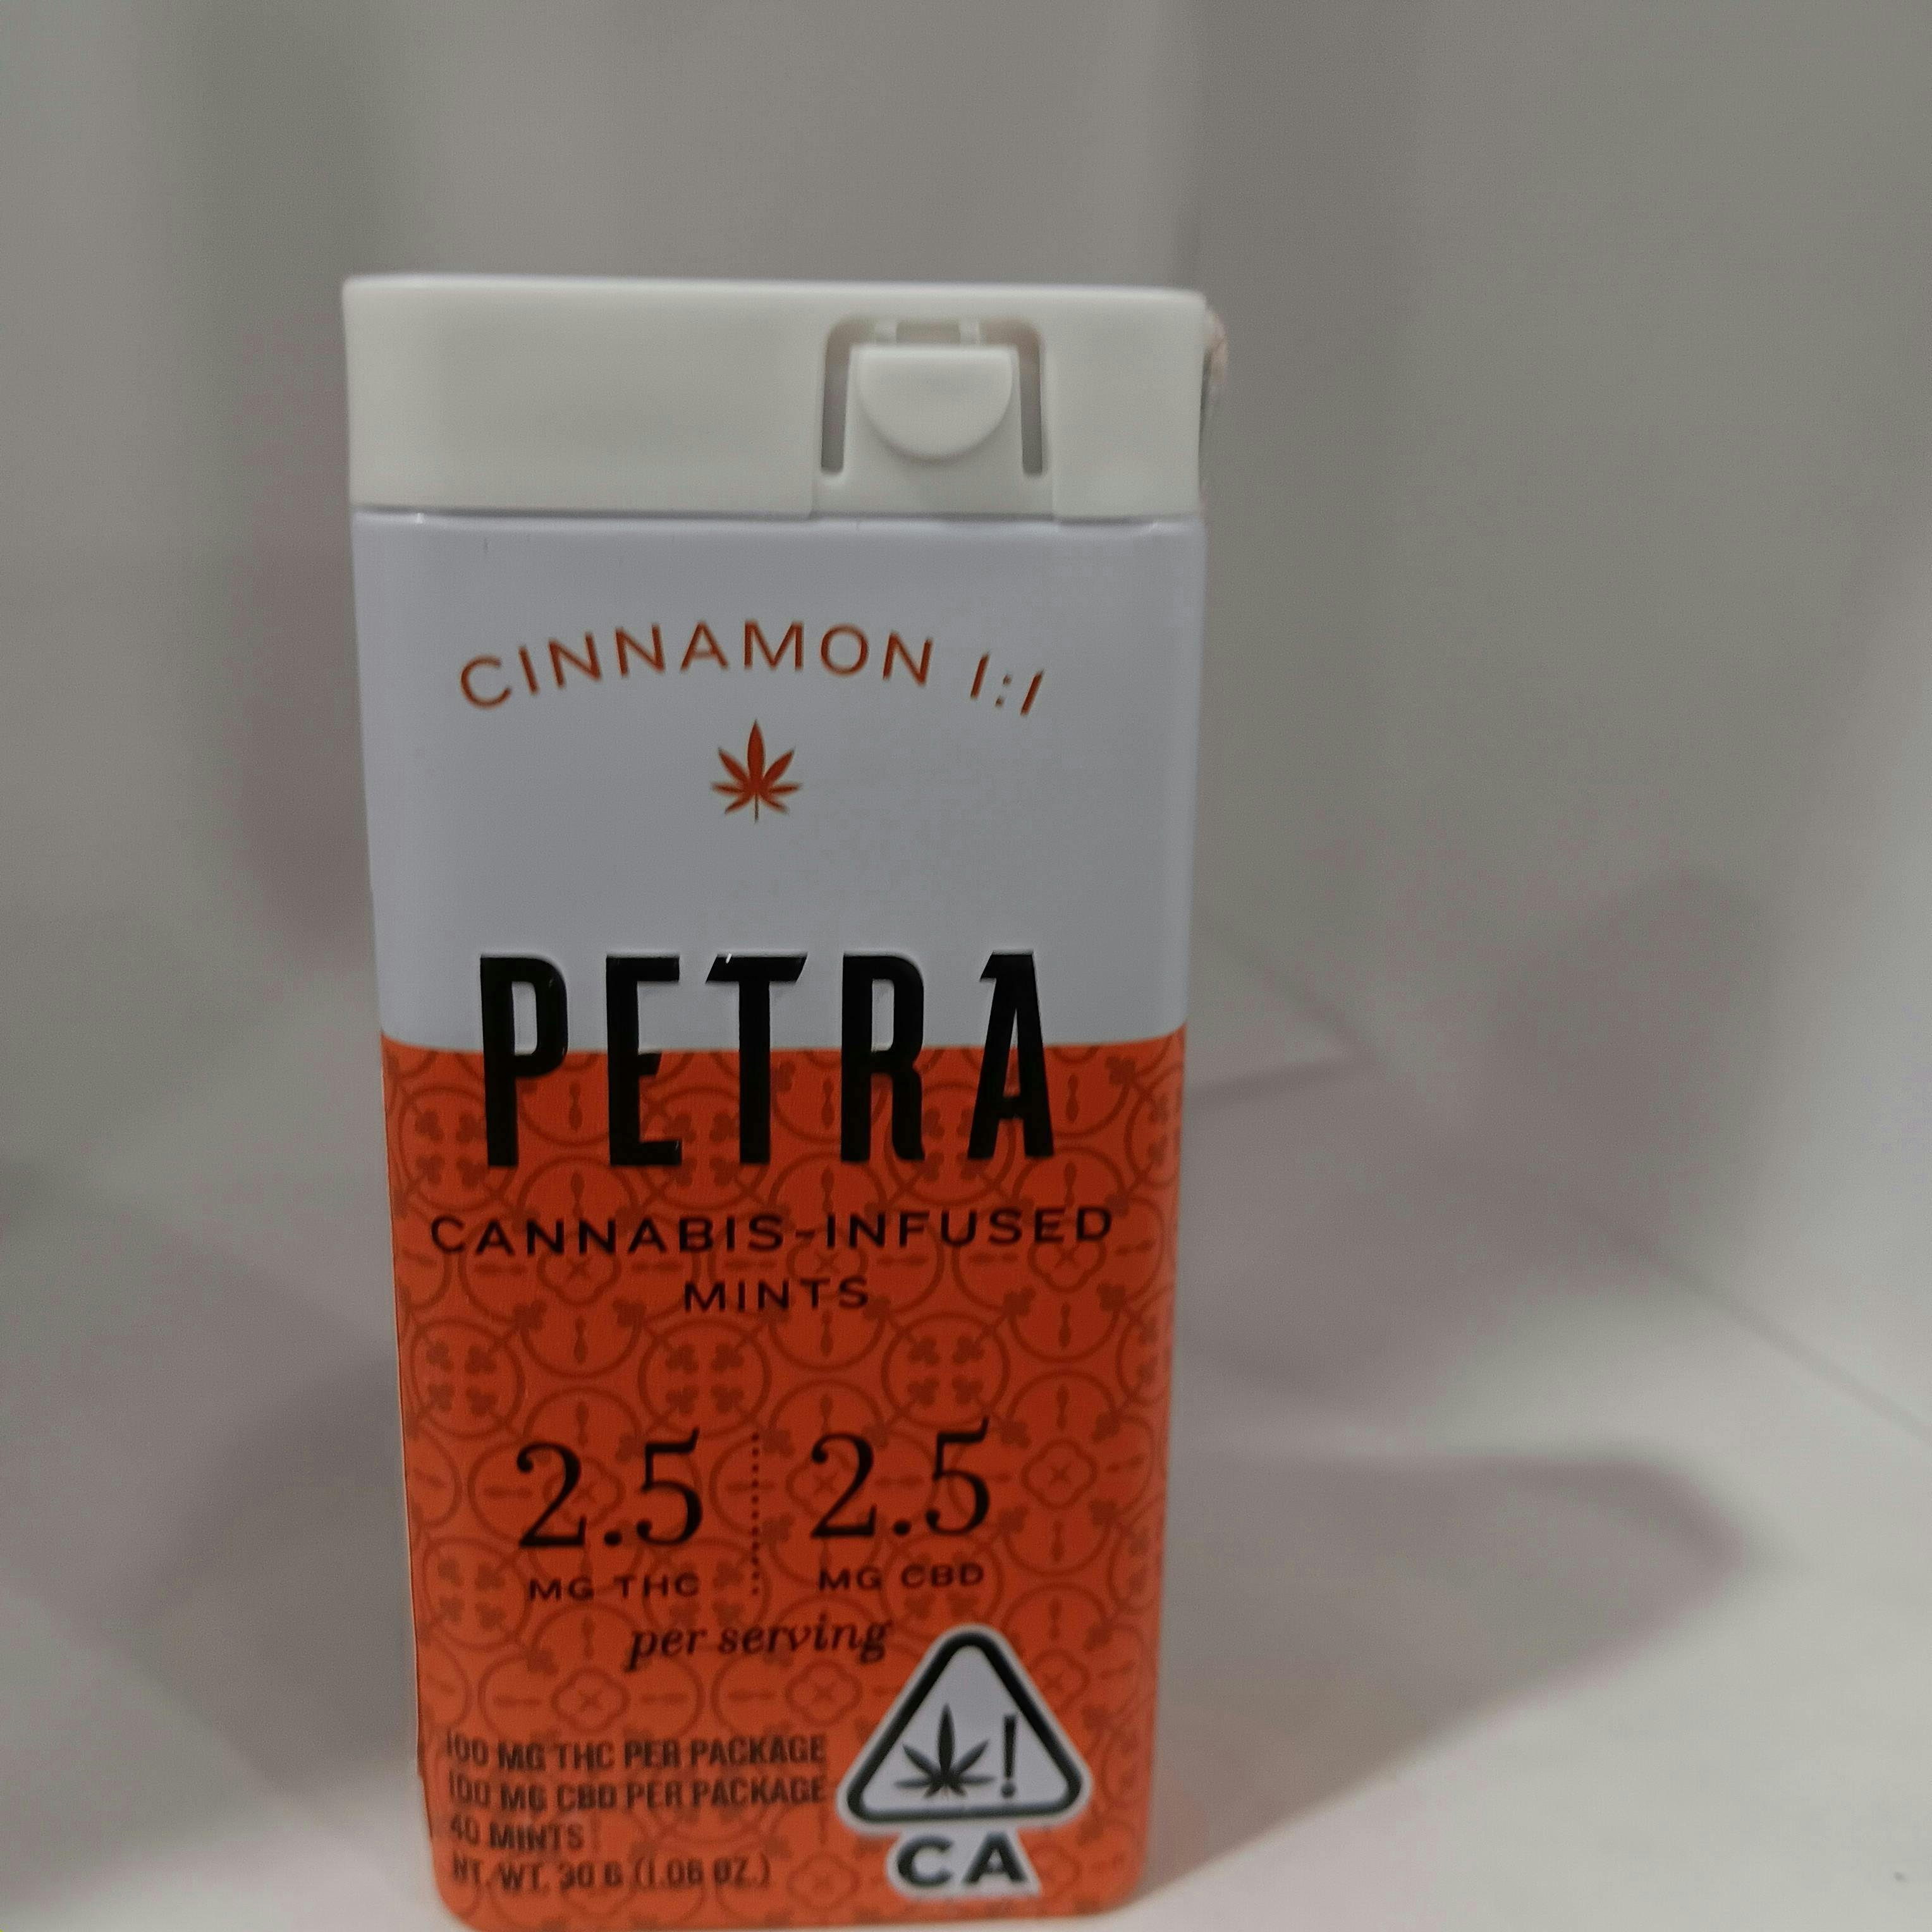 CINNAMON 1:1
PETRA
CANNABIS-INFUSED
MINTS
2.5 2.5
MG THC MG CBD
per serving
100 MG THC PER PACKAGE
100 MG CBD PER PACKAGE
40 MINTS
NT. WT. 30 G (1.06 OZ.)
!
CA